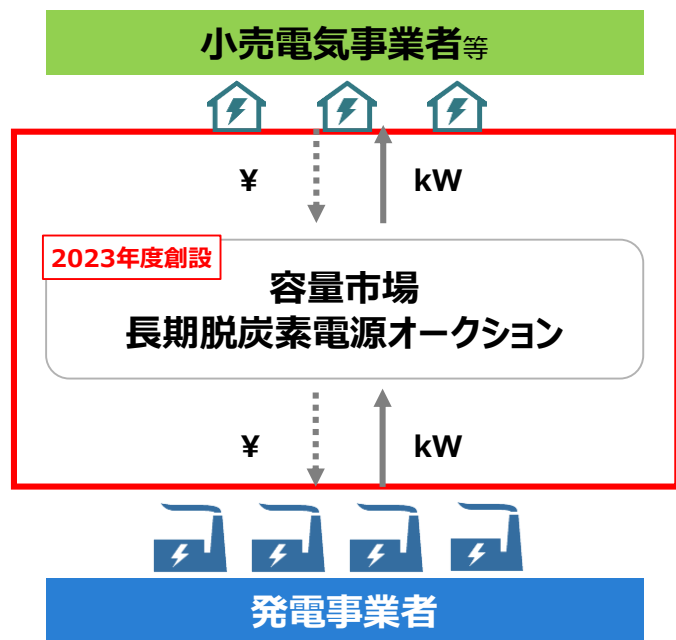 小売電気事業者等
¥ kW
2023年度創設
容量市場
長期脱炭素電源オークション
¥ kW
発電事業者